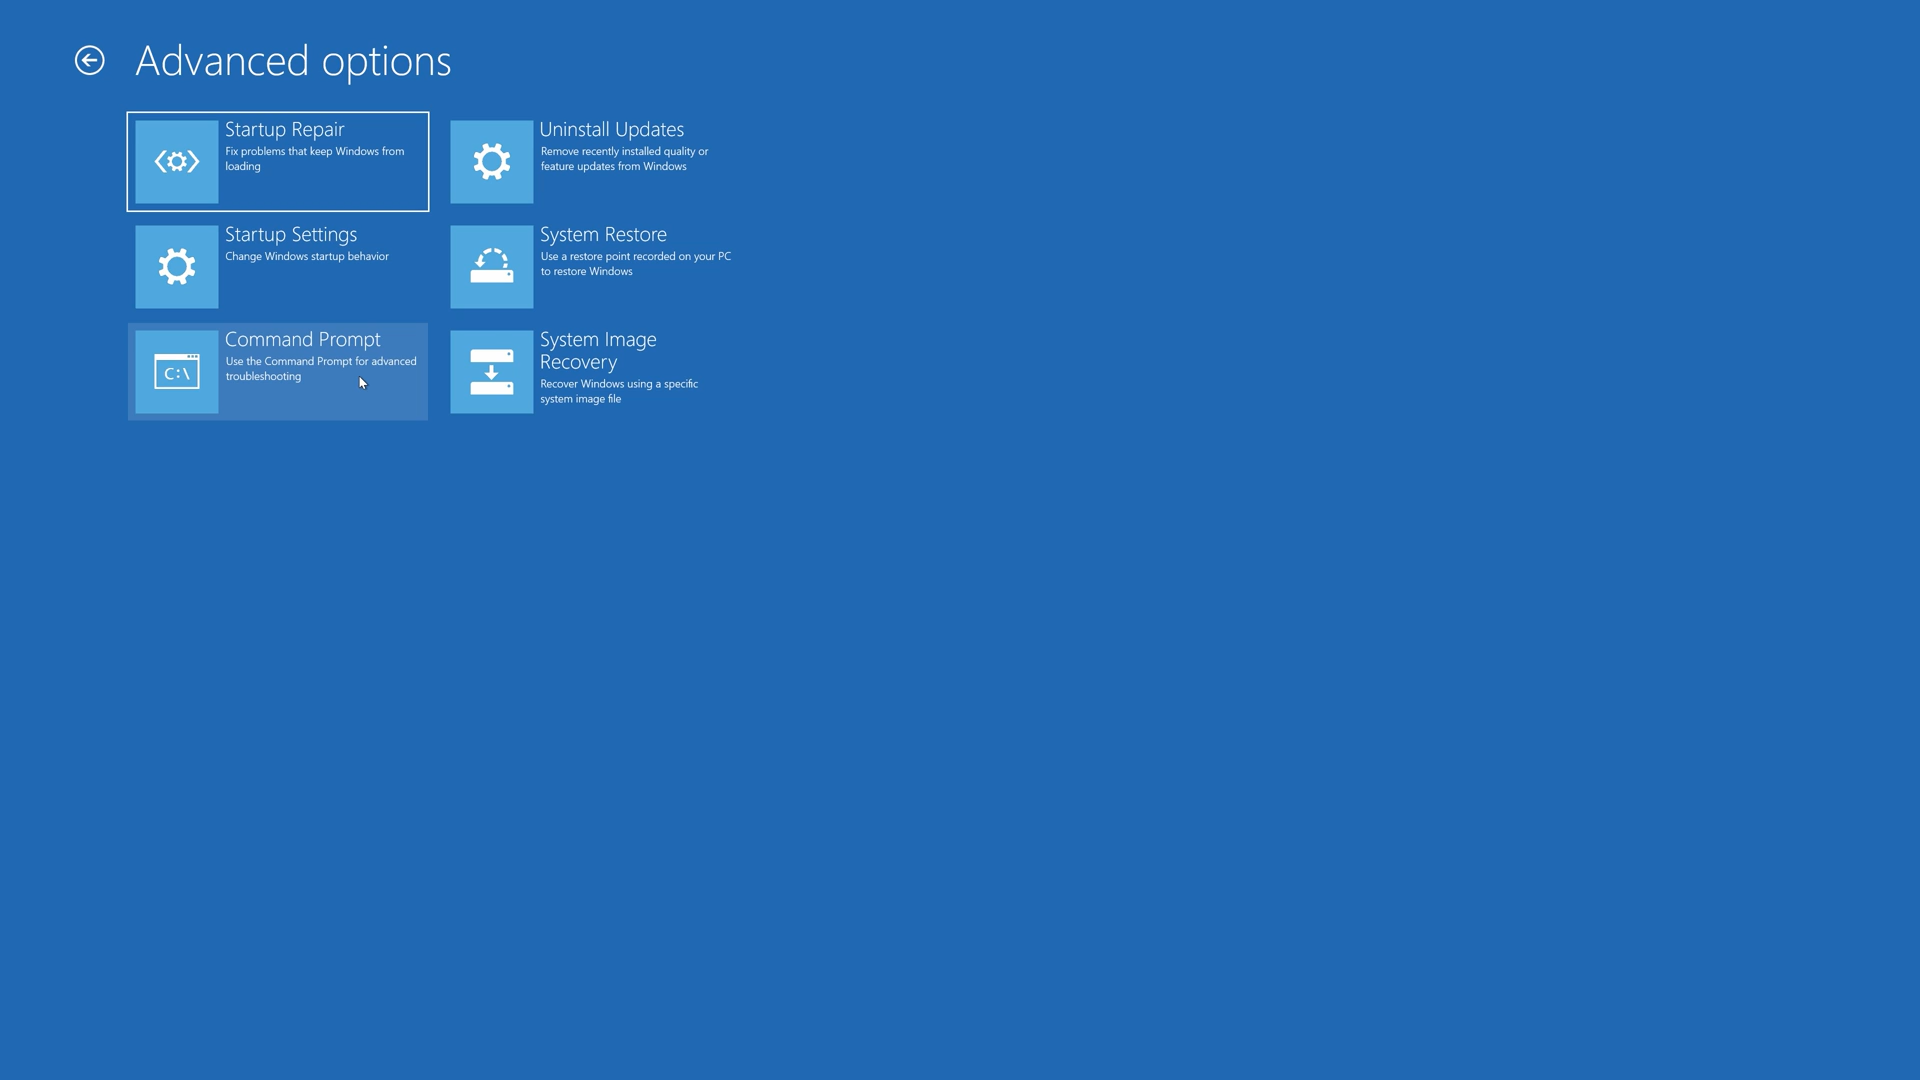 Advanced options
Startup Repair
Fix problems that keep Windows from
loading
Uninstall Updates
Remove recently installed quality or
feature updates from Windows
Startup Settings
Change Windows startup behavior
System Restore
Use a restore point recorded on your PC
to restore Windows
C:\
Command Prompt
Use the Command Prompt for advanced
troubleshooting
System Image
Recovery
Recover Windows using a specific
system image file